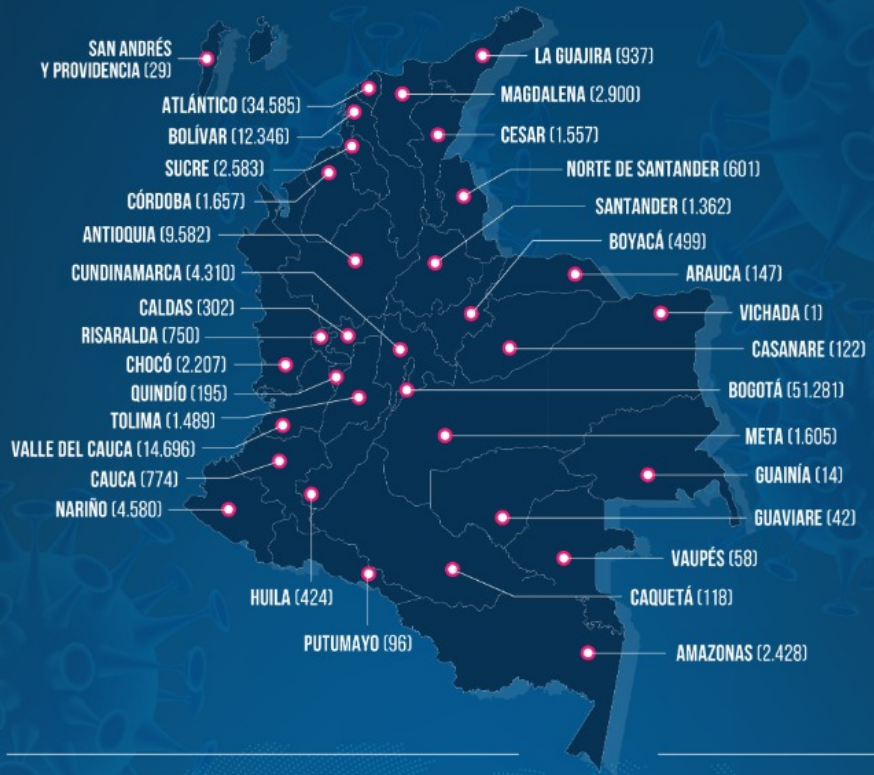 SAN ANDRÉS
Y PROVIDENCIA (29)
ATLÁNTICO (34.585)
BOLÍVAR (12.346)
SUCRE (2.583)
CÓRDOBA (1.657)
ANTIOQUIA (9.582)
CUNDINAMARCA (4.310)
CALDAS (302)
RISARALDA (750)
CHOCÓ (2.207)
QUINDÍO (195)
TOLIMA (1.489)
VALLE DEL CAUCA (14.696)
CAUCA (774)
NARIÑO (4.580)
HUILA (424)
PUTUMAYO (96)
LA GUAJIRA (937)
MAGDALENA (2.900)
CESAR (1.557)
NORTE DE SANTANDER (601)
SANTANDER (1.362)
BOYACÁ (499)
ARAUCA (147)
VICHADA (1)
CASANARE (122)
BOGOTÁ (51.281)
META (1.605)
GUAINÍA (14)
GUAVIARE (42)
VAUPÉS (58)
CAQUETÁ (118)
AMAZONAS (2.428)